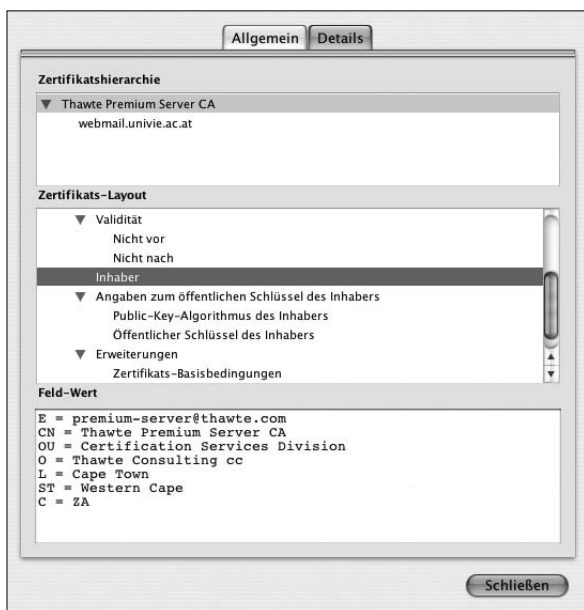 Allgemein Details
Zertifikatshierarchie
Thawte Premium Server CA
webmail.univie.ac.at
Zertifikats-Layout
Validität
Nicht vor
Nicht nach
Inhaber
Angaben zum öffentlichen Schlüssel des Inhabers
Public-Key-Algorithmus des Inhabers
Öffentlicher Schlüssel des Inhabers
Erweiterungen
Zertifikats-Basisbedingungen
Feld-Wert
E = premium-server@thawte.com
CN = Thawte Premium Server CA
OU = Certification Services Division
O = Thawte Consulting cc
L = Cape Town
ST = Western Cape
C = ZA
Schließen